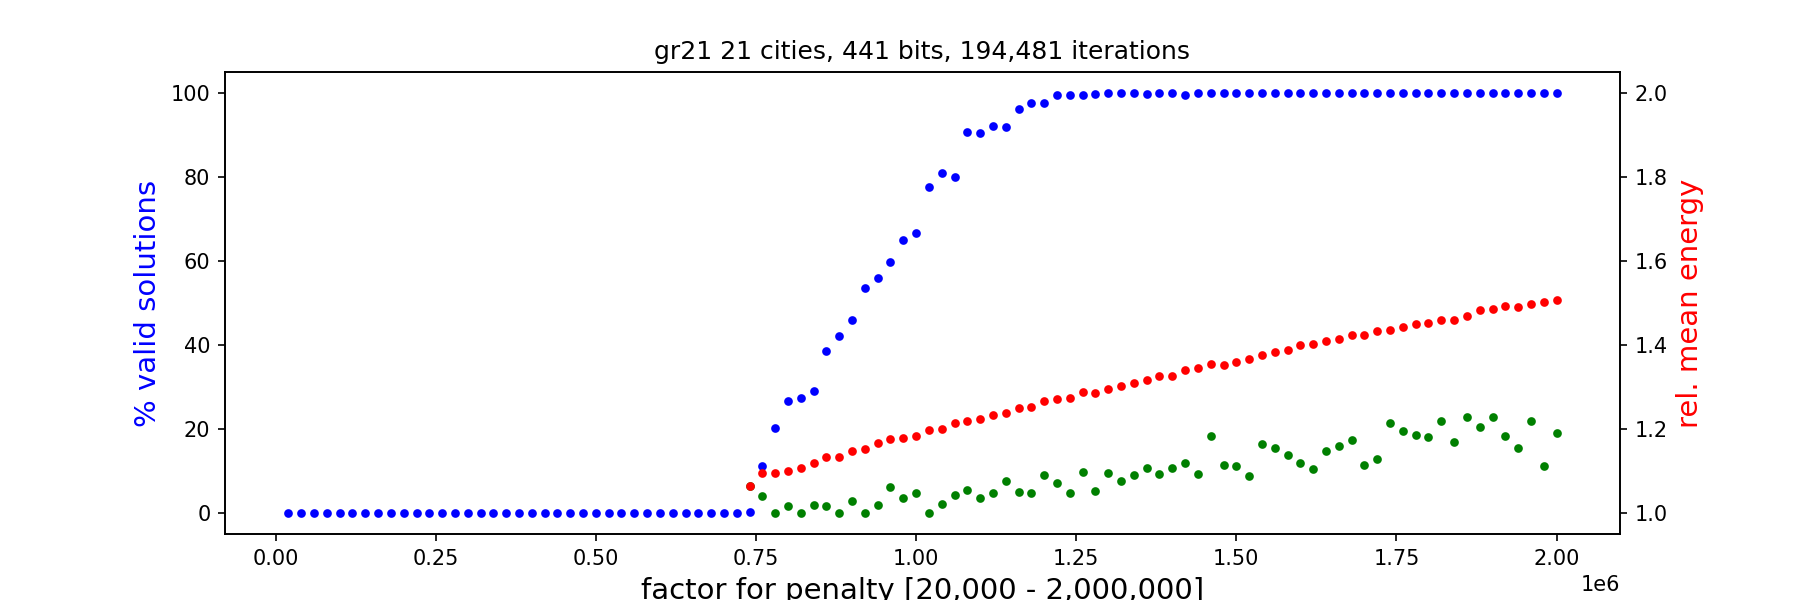 gr21 21 cities, 441 bits, 194,481 iterations
100
80
60
40
20
0
% valid solutions
2.0
1.8
1.6
1.4
1.2
1.0
rel. mean energy
0.00 0.25 0.50 0.75 1.00 1.25 1.50 1.75 2.00
1e6
factor for penalty [20,000 - 2,000,000]